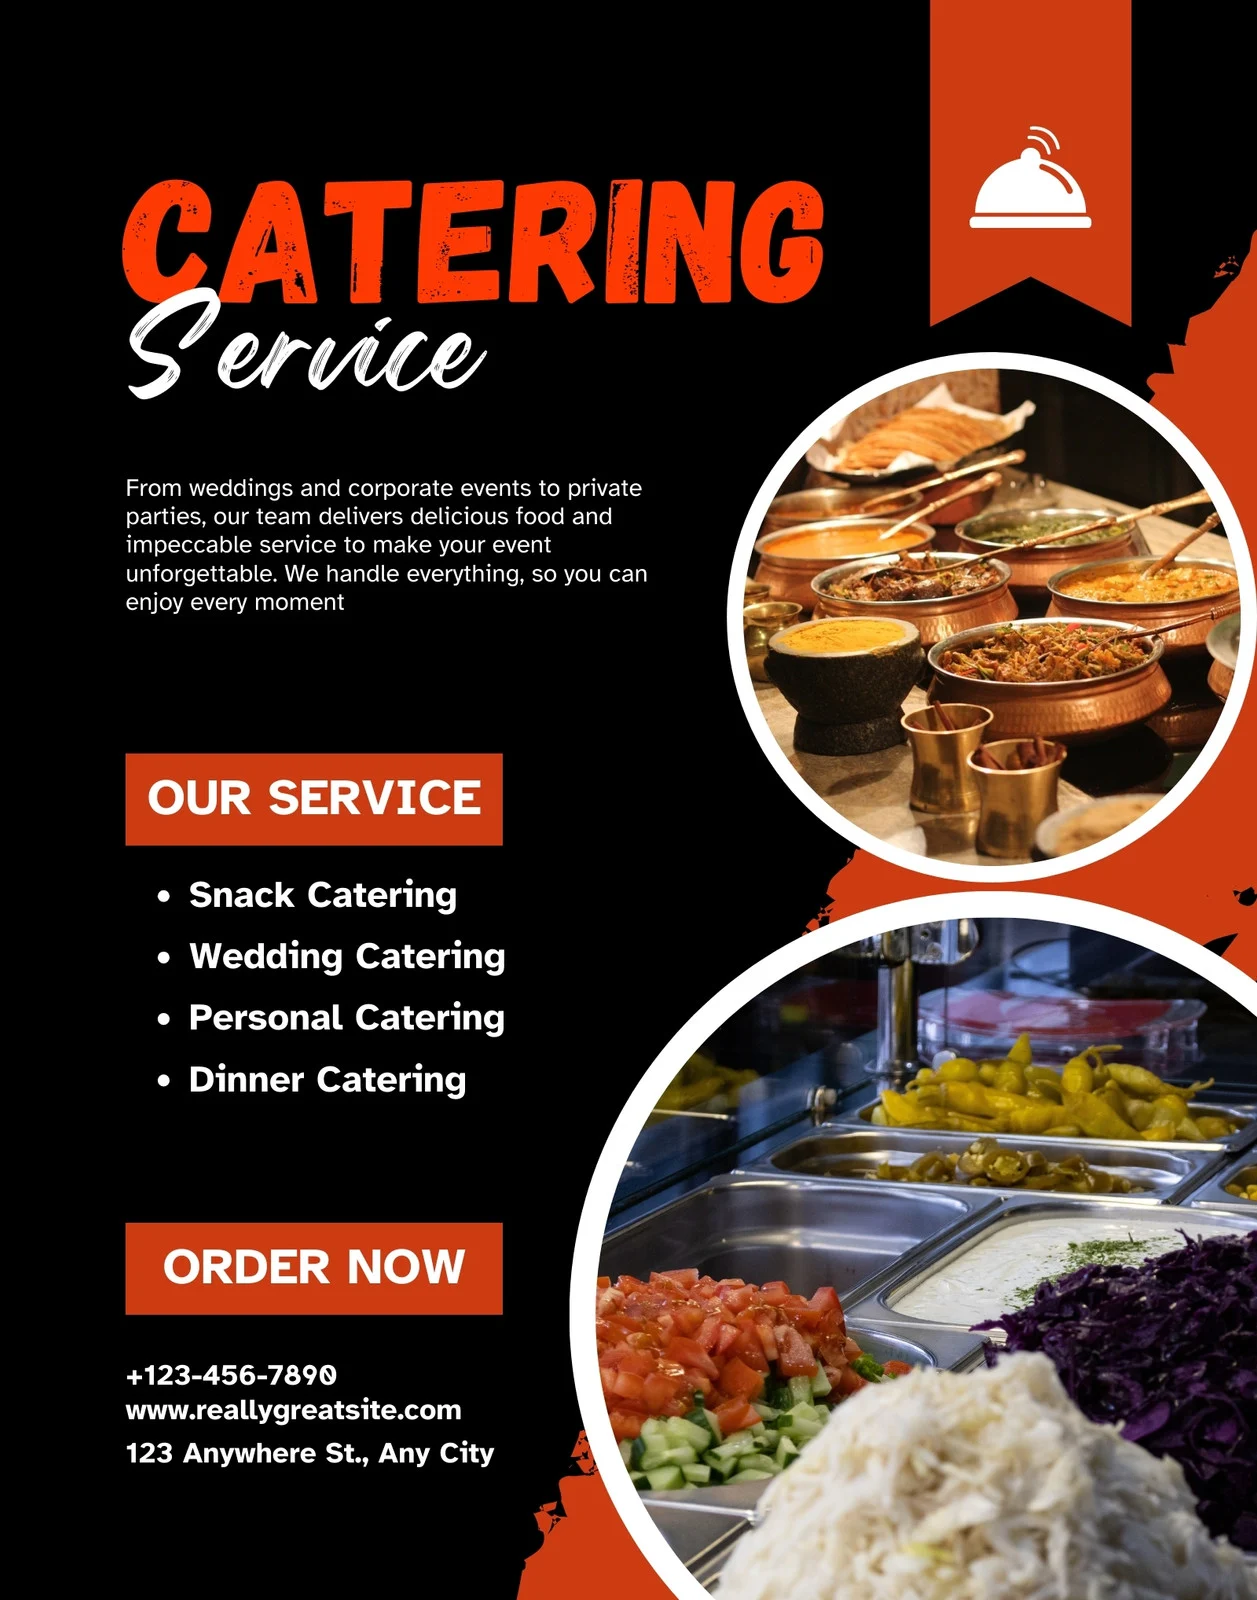 CATERING
Service
From weddings and corporate events to private
parties, our team delivers delicious food and
impeccable service to make your event
unforgettable. We handle everything, so you can
enjoy every moment
OUR SERVICE
• Snack Catering
• Wedding Catering
• Personal Catering
• Dinner Catering
ORDER NOW
+123-456-7890
www.reallygreatsite.com
123 Anywhere St., Any City